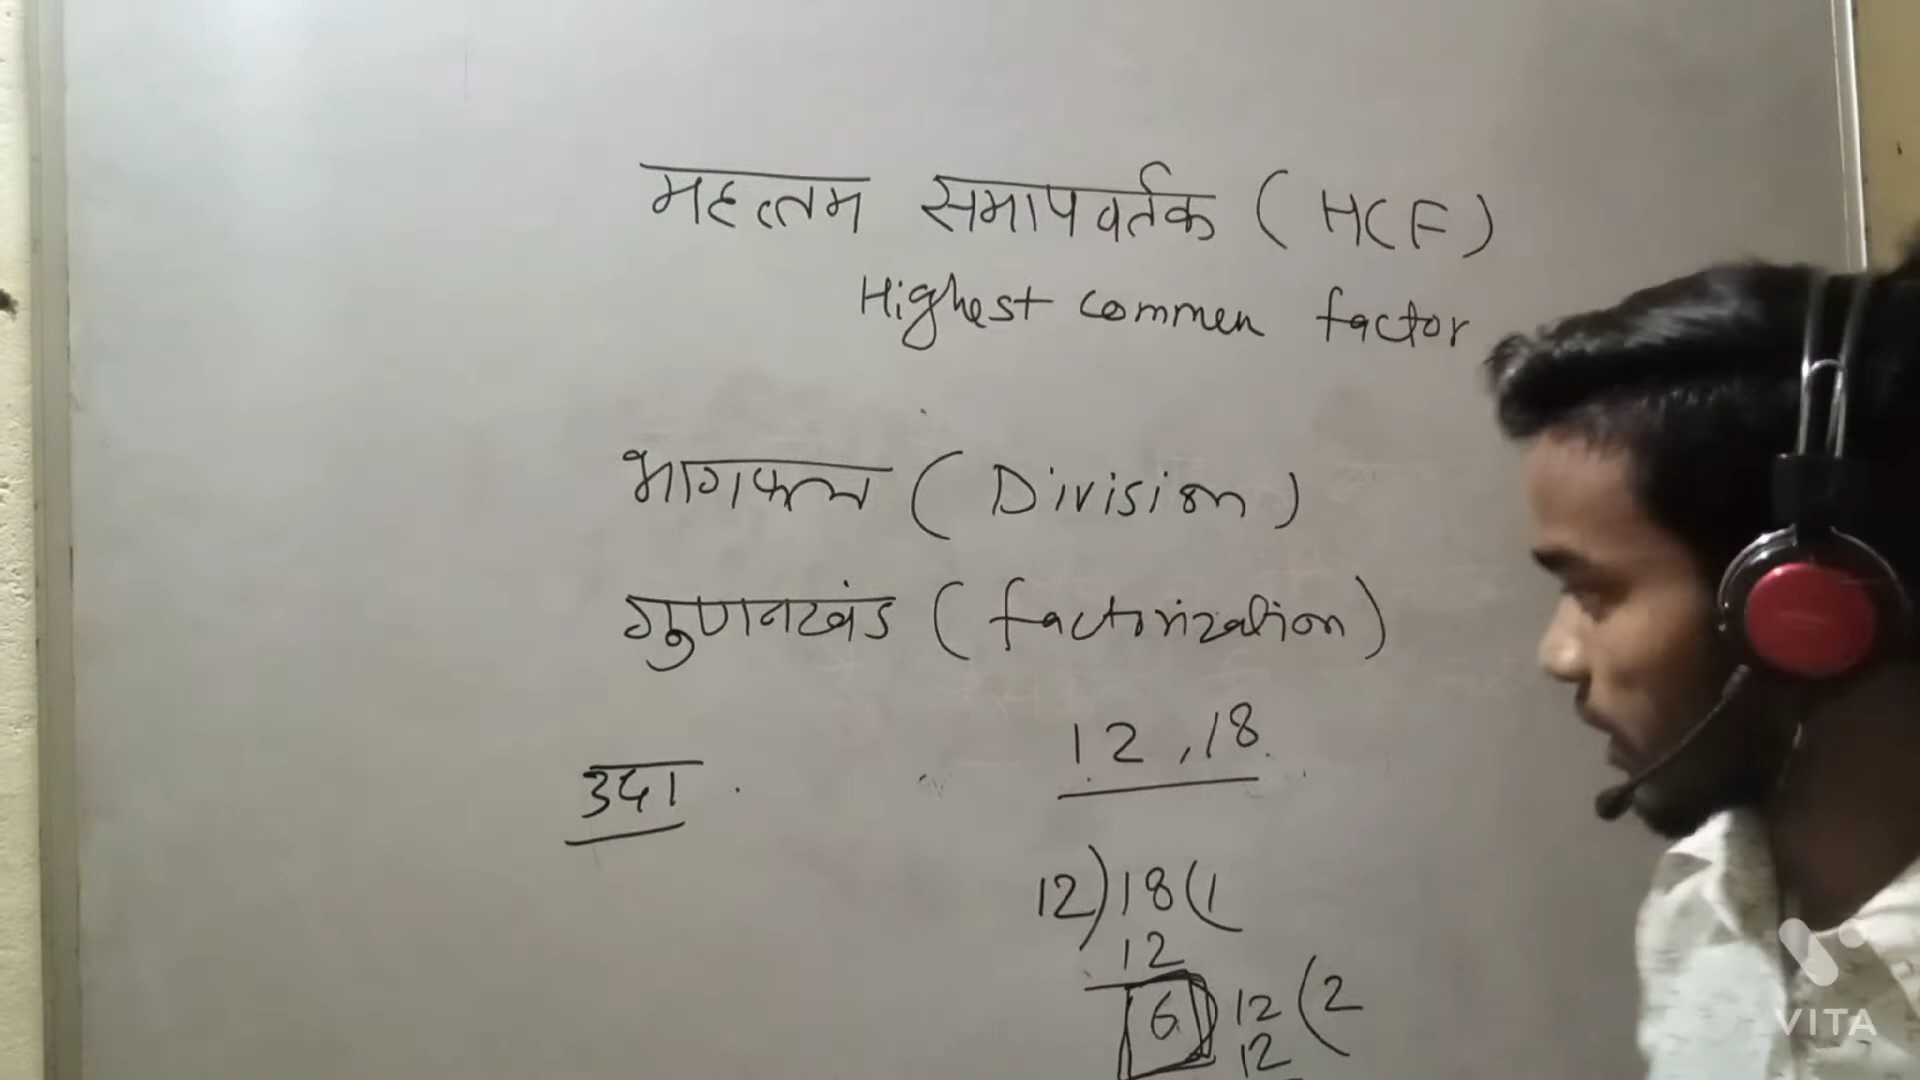 महत्तम समापवर्तक (HCF)
Highest commen factor
भागफल (Division)
गुणनखंड (factorization)
12, 18
उदा
12)18(1
12
6)12(2
12
VITA